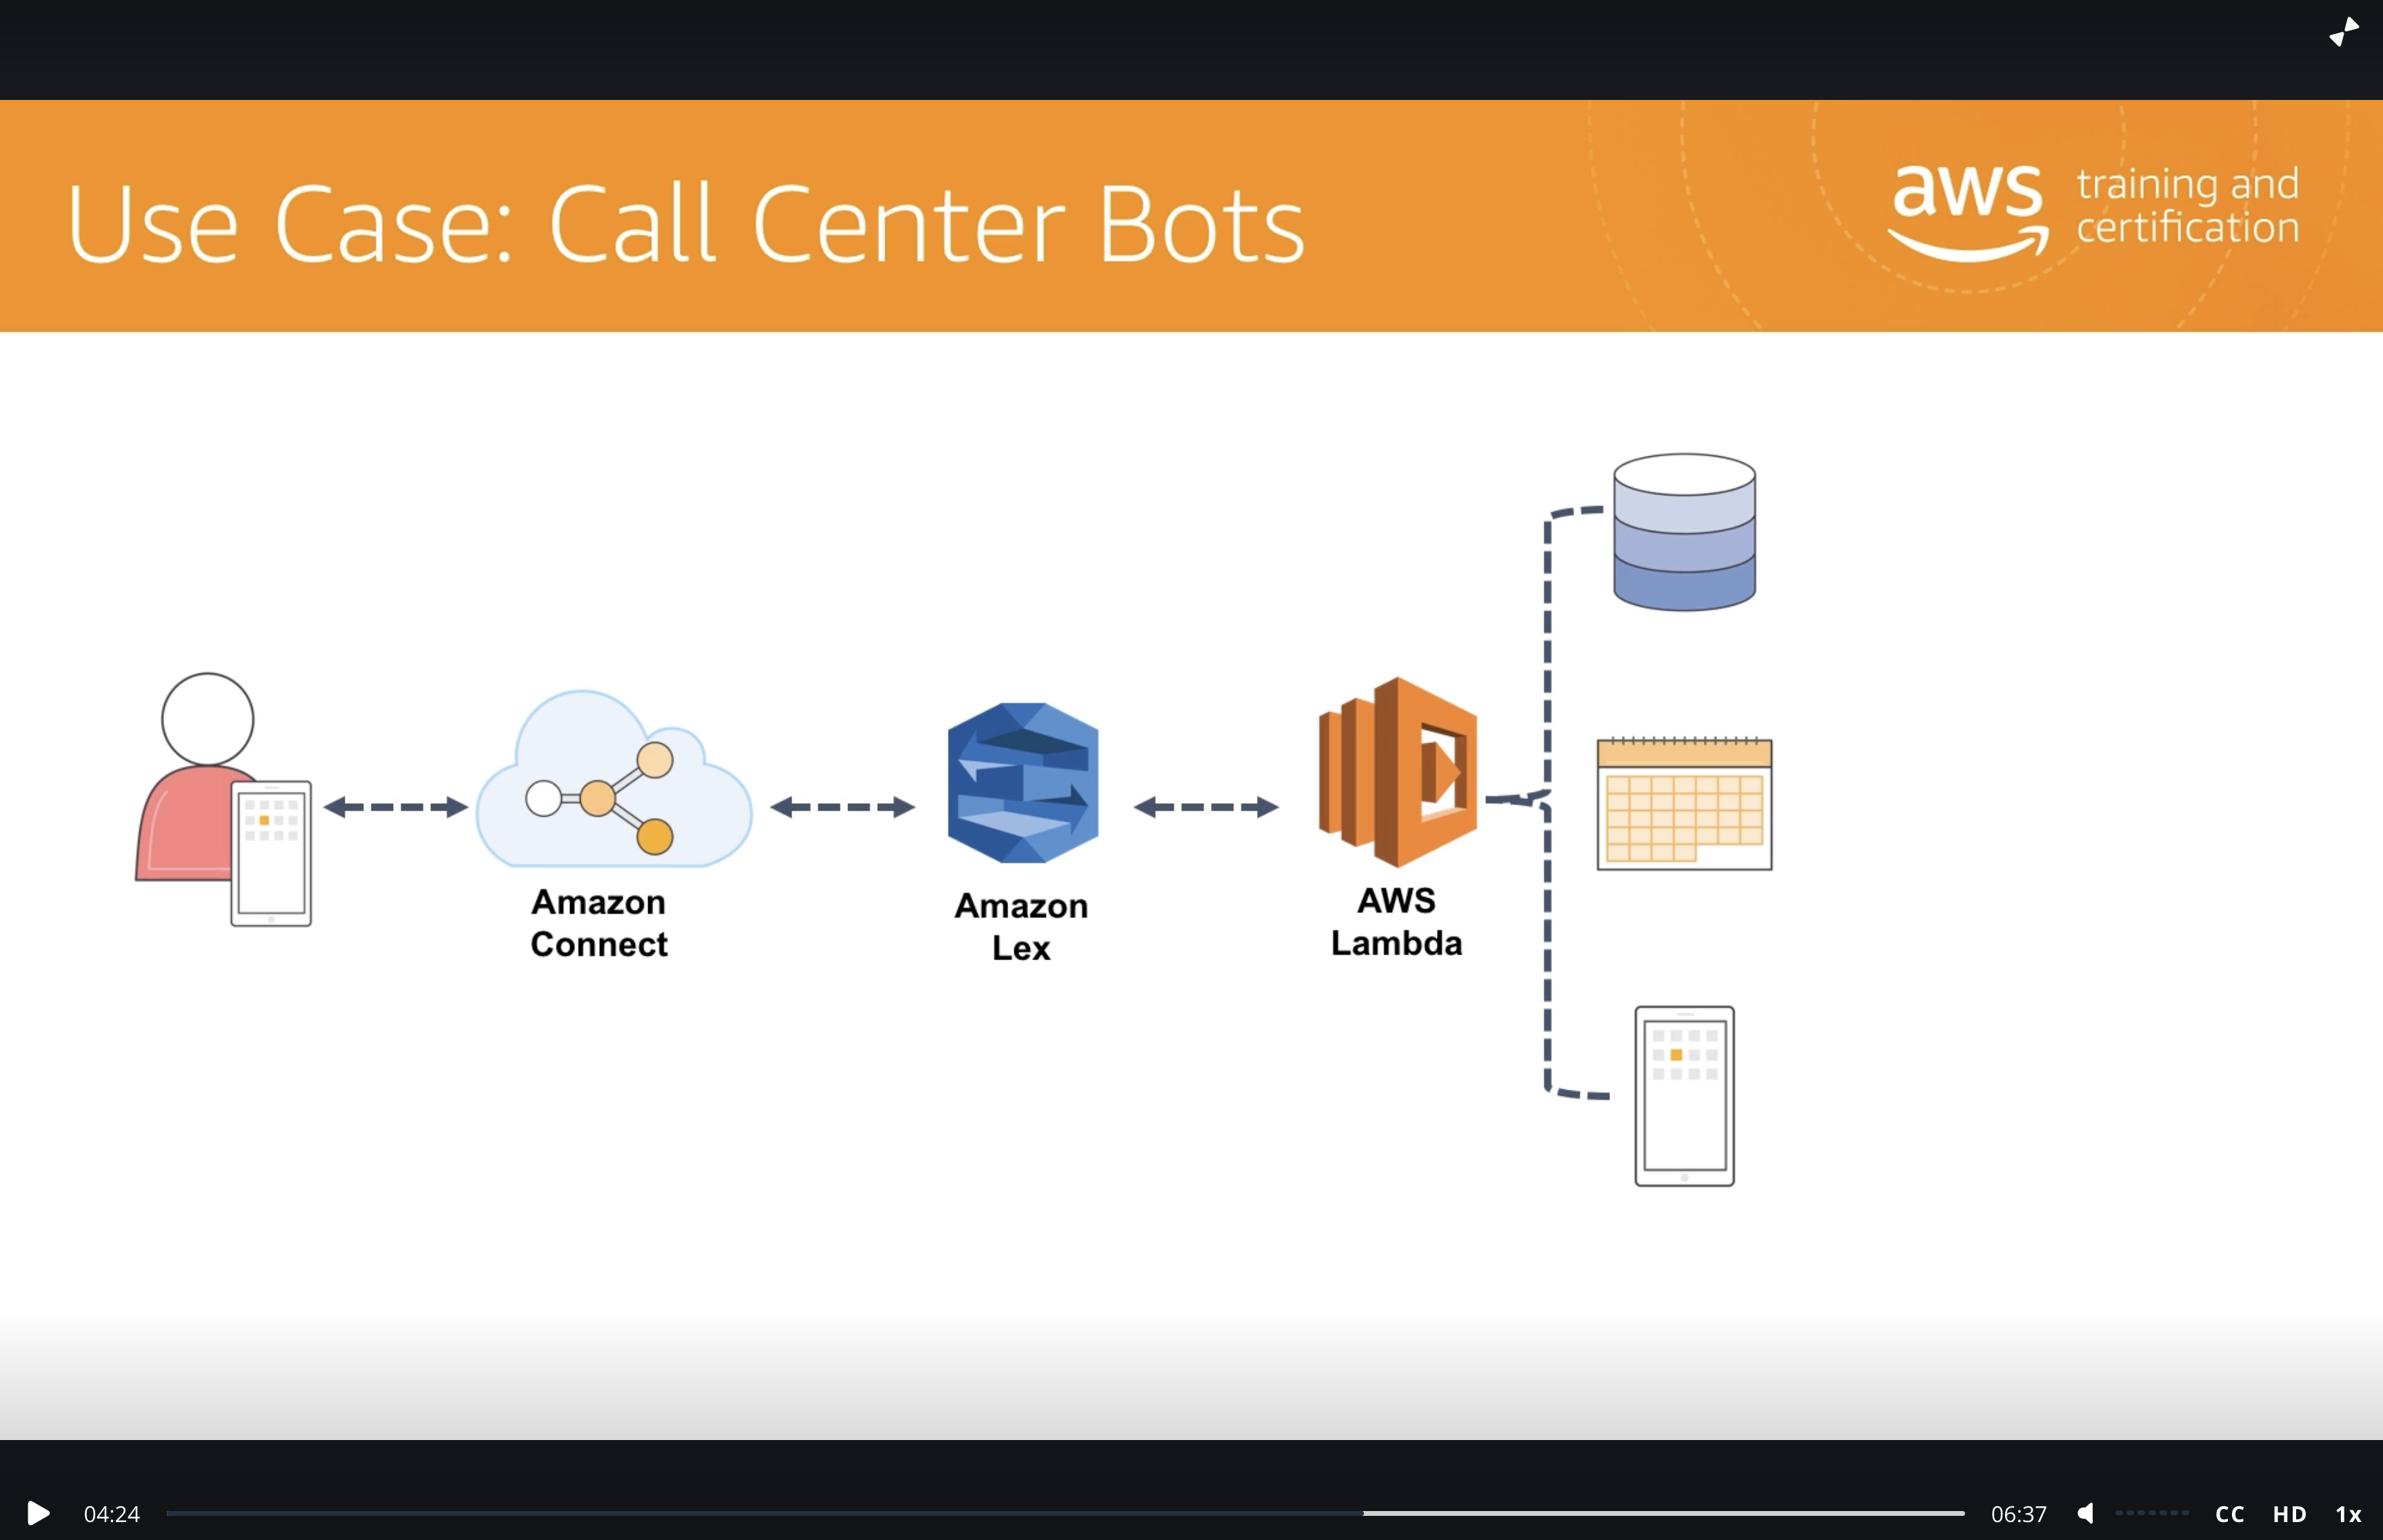 Use Case: Call Center Bots
aws
training and
certification
Amazon
Connect
Amazon
Lex
AWS
Lambda
04:24
06:37
CC
HD
1x